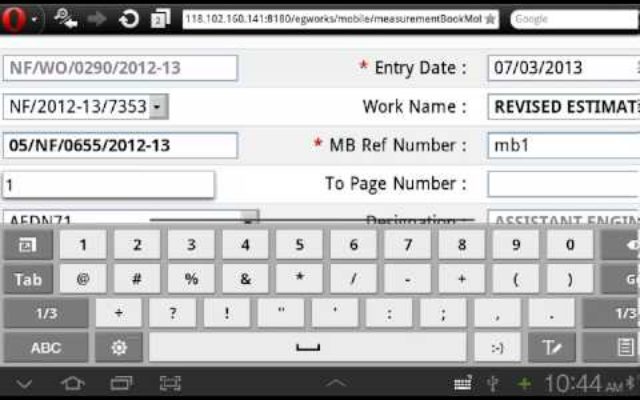 2 118.102.160.141:8180/egworks/mobile/measurementBookMol Google
NF/WO/0290/2012-13 * Entry Date : 07/03/2013
NF/2012-13/7353 Work Name : REVISED ESTIMAT
05/NF/0655/2012-13 * MB Ref Number : mb1
1 To Page Number :
AEDN71 Designation : ASSISTANT ENGIN
1 2 3 4 5 6 7 8 9 0
Tab @ # % & * / - + ( ) G
1/3 ÷ ? ! " ' : ; , . 1/3
ABC :-) T
10:44 AM